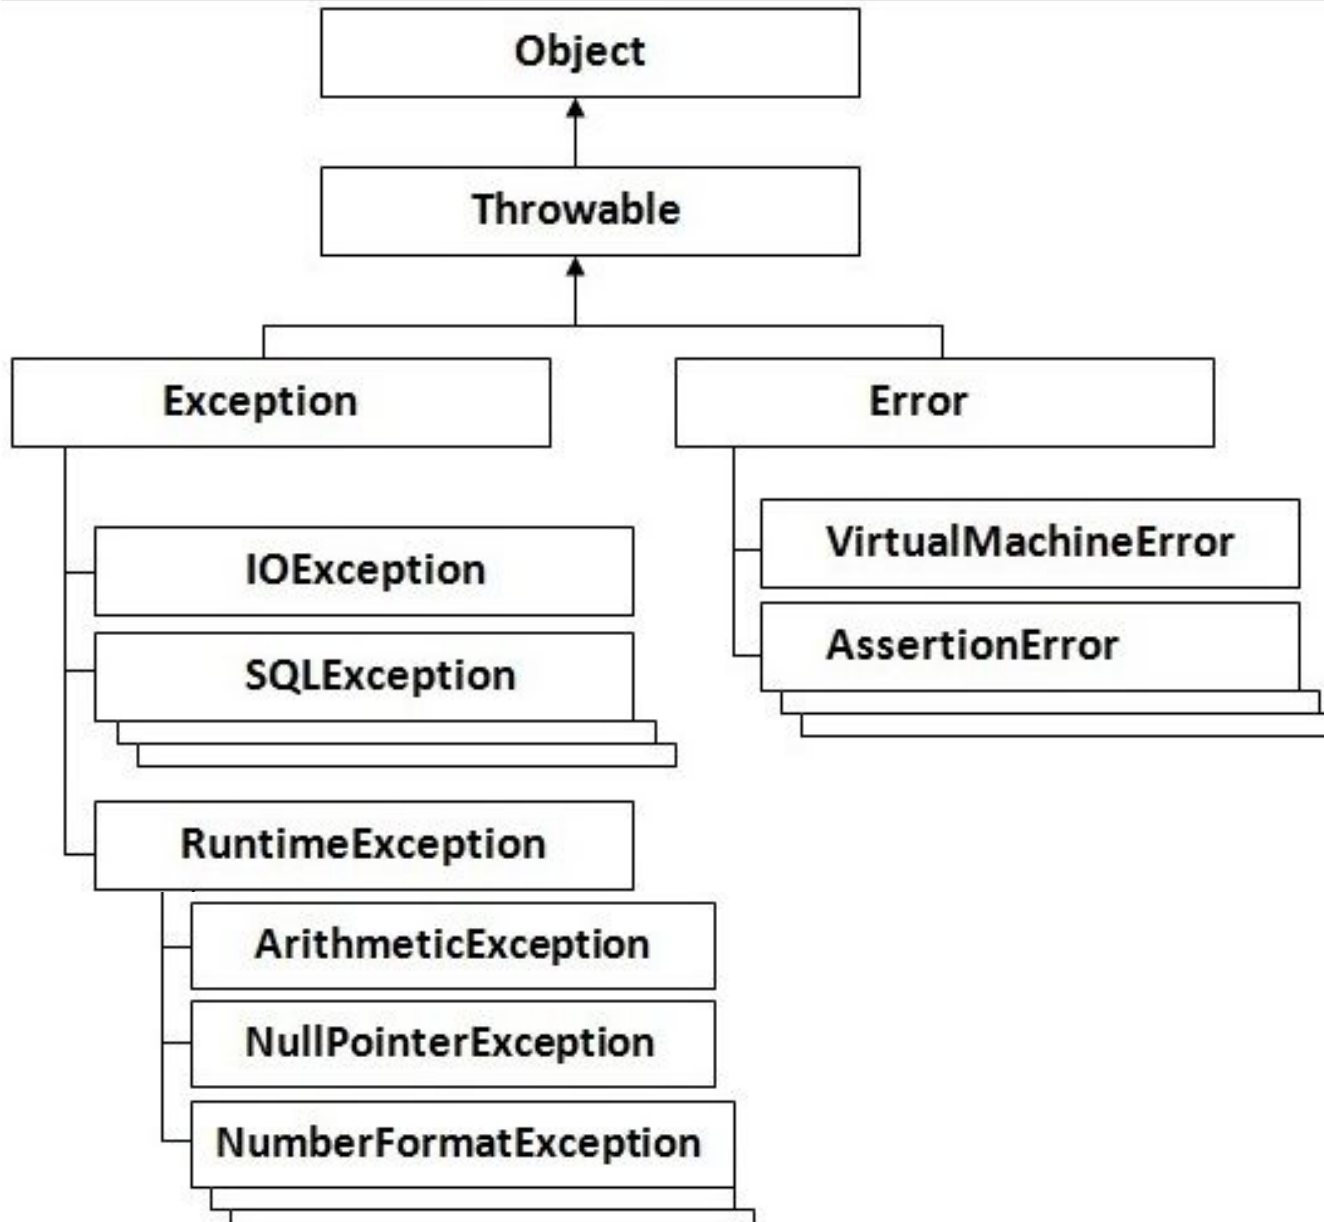 Object
Throwable
Exception
Error
IOException
SQLException
RuntimeException
ArithmeticException
NullPointerException
NumberFormatException
VirtualMachineError
AssertionError